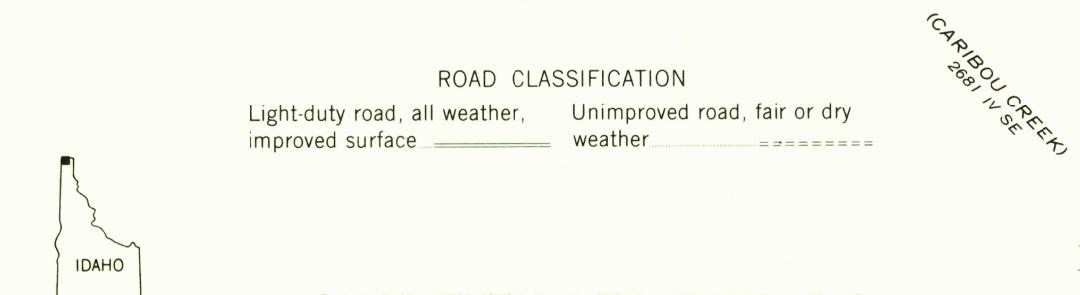 ROAD CLASSIFICATION
Light-duty road, all weather,
improved surface
Unimproved road, fair or dry
weather
(CARIBOU CREEK)
2681 IV SE
IDAHO